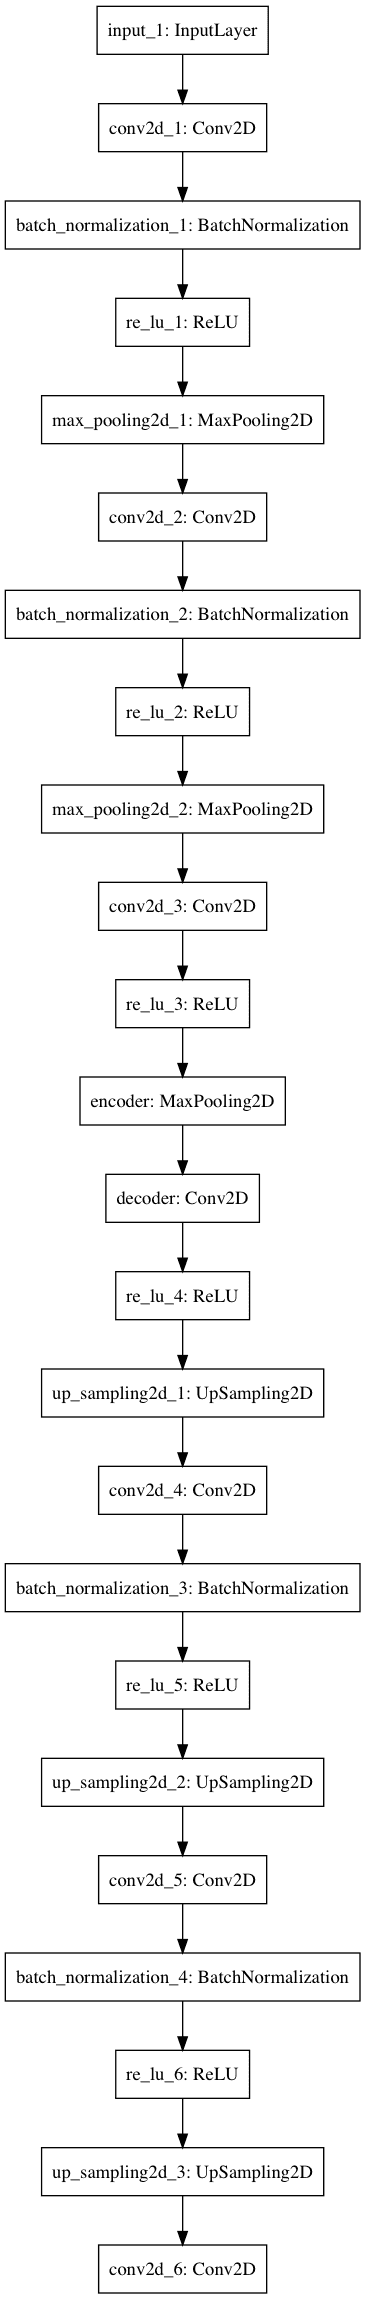 input_1: InputLayer
conv2d_1: Conv2D
batch_normalization_1: BatchNormalization
re_lu_1: ReLU
max_pooling2d_1: MaxPooling2D
conv2d_2: Conv2D
batch_normalization_2: BatchNormalization
re_lu_2: ReLU
max_pooling2d_2: MaxPooling2D
conv2d_3: Conv2D
re_lu_3: ReLU
encoder: MaxPooling2D
decoder: Conv2D
re_lu_4: ReLU
up_sampling2d_1: UpSampling2D
conv2d_4: Conv2D
batch_normalization_3: BatchNormalization
re_lu_5: ReLU
up_sampling2d_2: UpSampling2D
conv2d_5: Conv2D
batch_normalization_4: BatchNormalization
re_lu_6: ReLU
up_sampling2d_3: UpSampling2D
conv2d_6: Conv2D